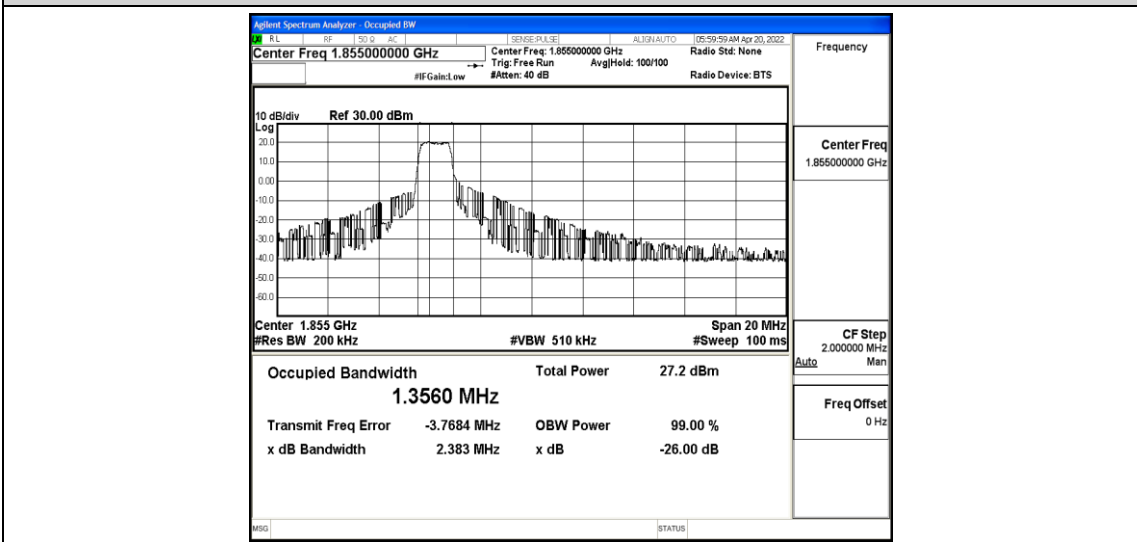 Agilent Spectrum Analyzer - Occupied BW
RL RF 50 Ω AC SENSE:PULSE ALIGN AUTO 05:59:59 AM Apr 20, 2022
Center Freq 1.855000000 GHz
Center Freq: 1.855000000 GHz Radio Std: None
Trig: Free Run Avg|Hold: 100/100
#IFGain:Low #Atten: 40 dB Radio Device: BTS
Frequency
10 dB/div Ref 30.00 dBm
Log
20.0
10.0
0.00
-10.0
-20.0
-30.0
-40.0
-50.0
-60.0
Center 1.855 GHz Span 20 MHz
#Res BW 200 kHz #VBW 510 kHz #Sweep 100 ms
Occupied Bandwidth Total Power 27.2 dBm
1.3560 MHz
Transmit Freq Error -3.7684 MHz OBW Power 99.00 %
x dB Bandwidth 2.383 MHz x dB -26.00 dB
Center Freq
1.855000000 GHz
CF Step
2.000000 MHz
Auto Man
Freq Offset
0 Hz
MSG STATUS